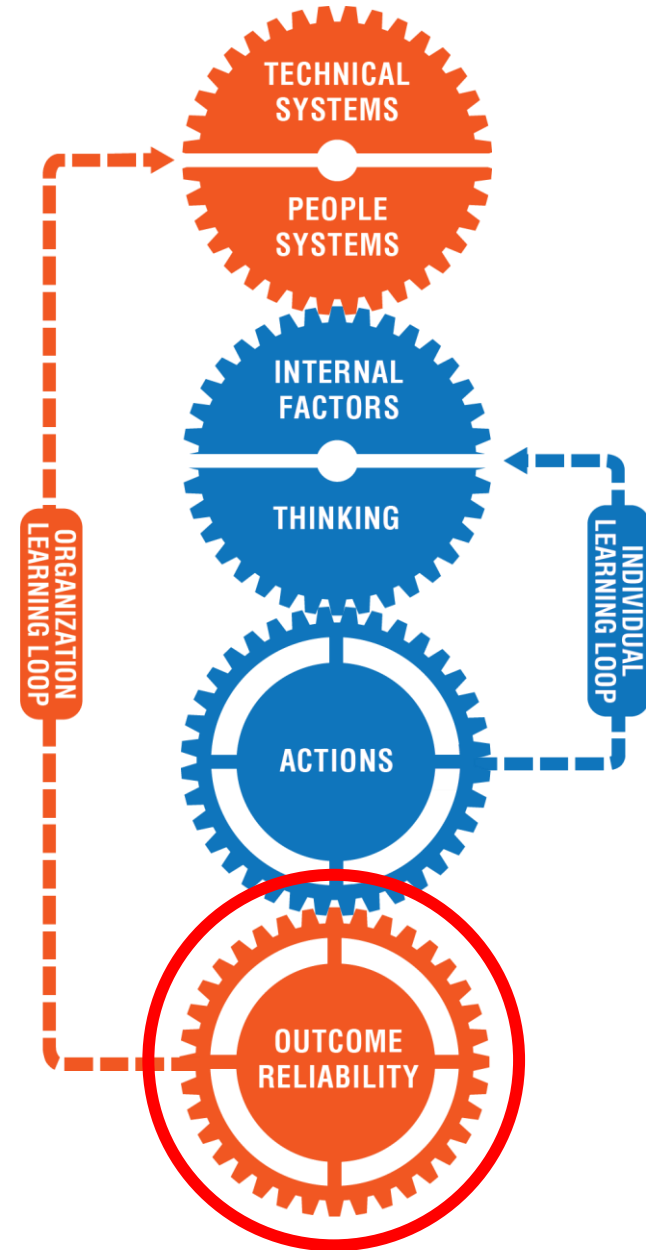 TECHNICAL
SYSTEMS
PEOPLE
SYSTEMS
INTERNAL
FACTORS
THINKING
ORGANIZATION
LEARNING LOOP
INDIVIDUAL
LEARNING LOOP
ACTIONS
OUTCOME
RELIABILITY